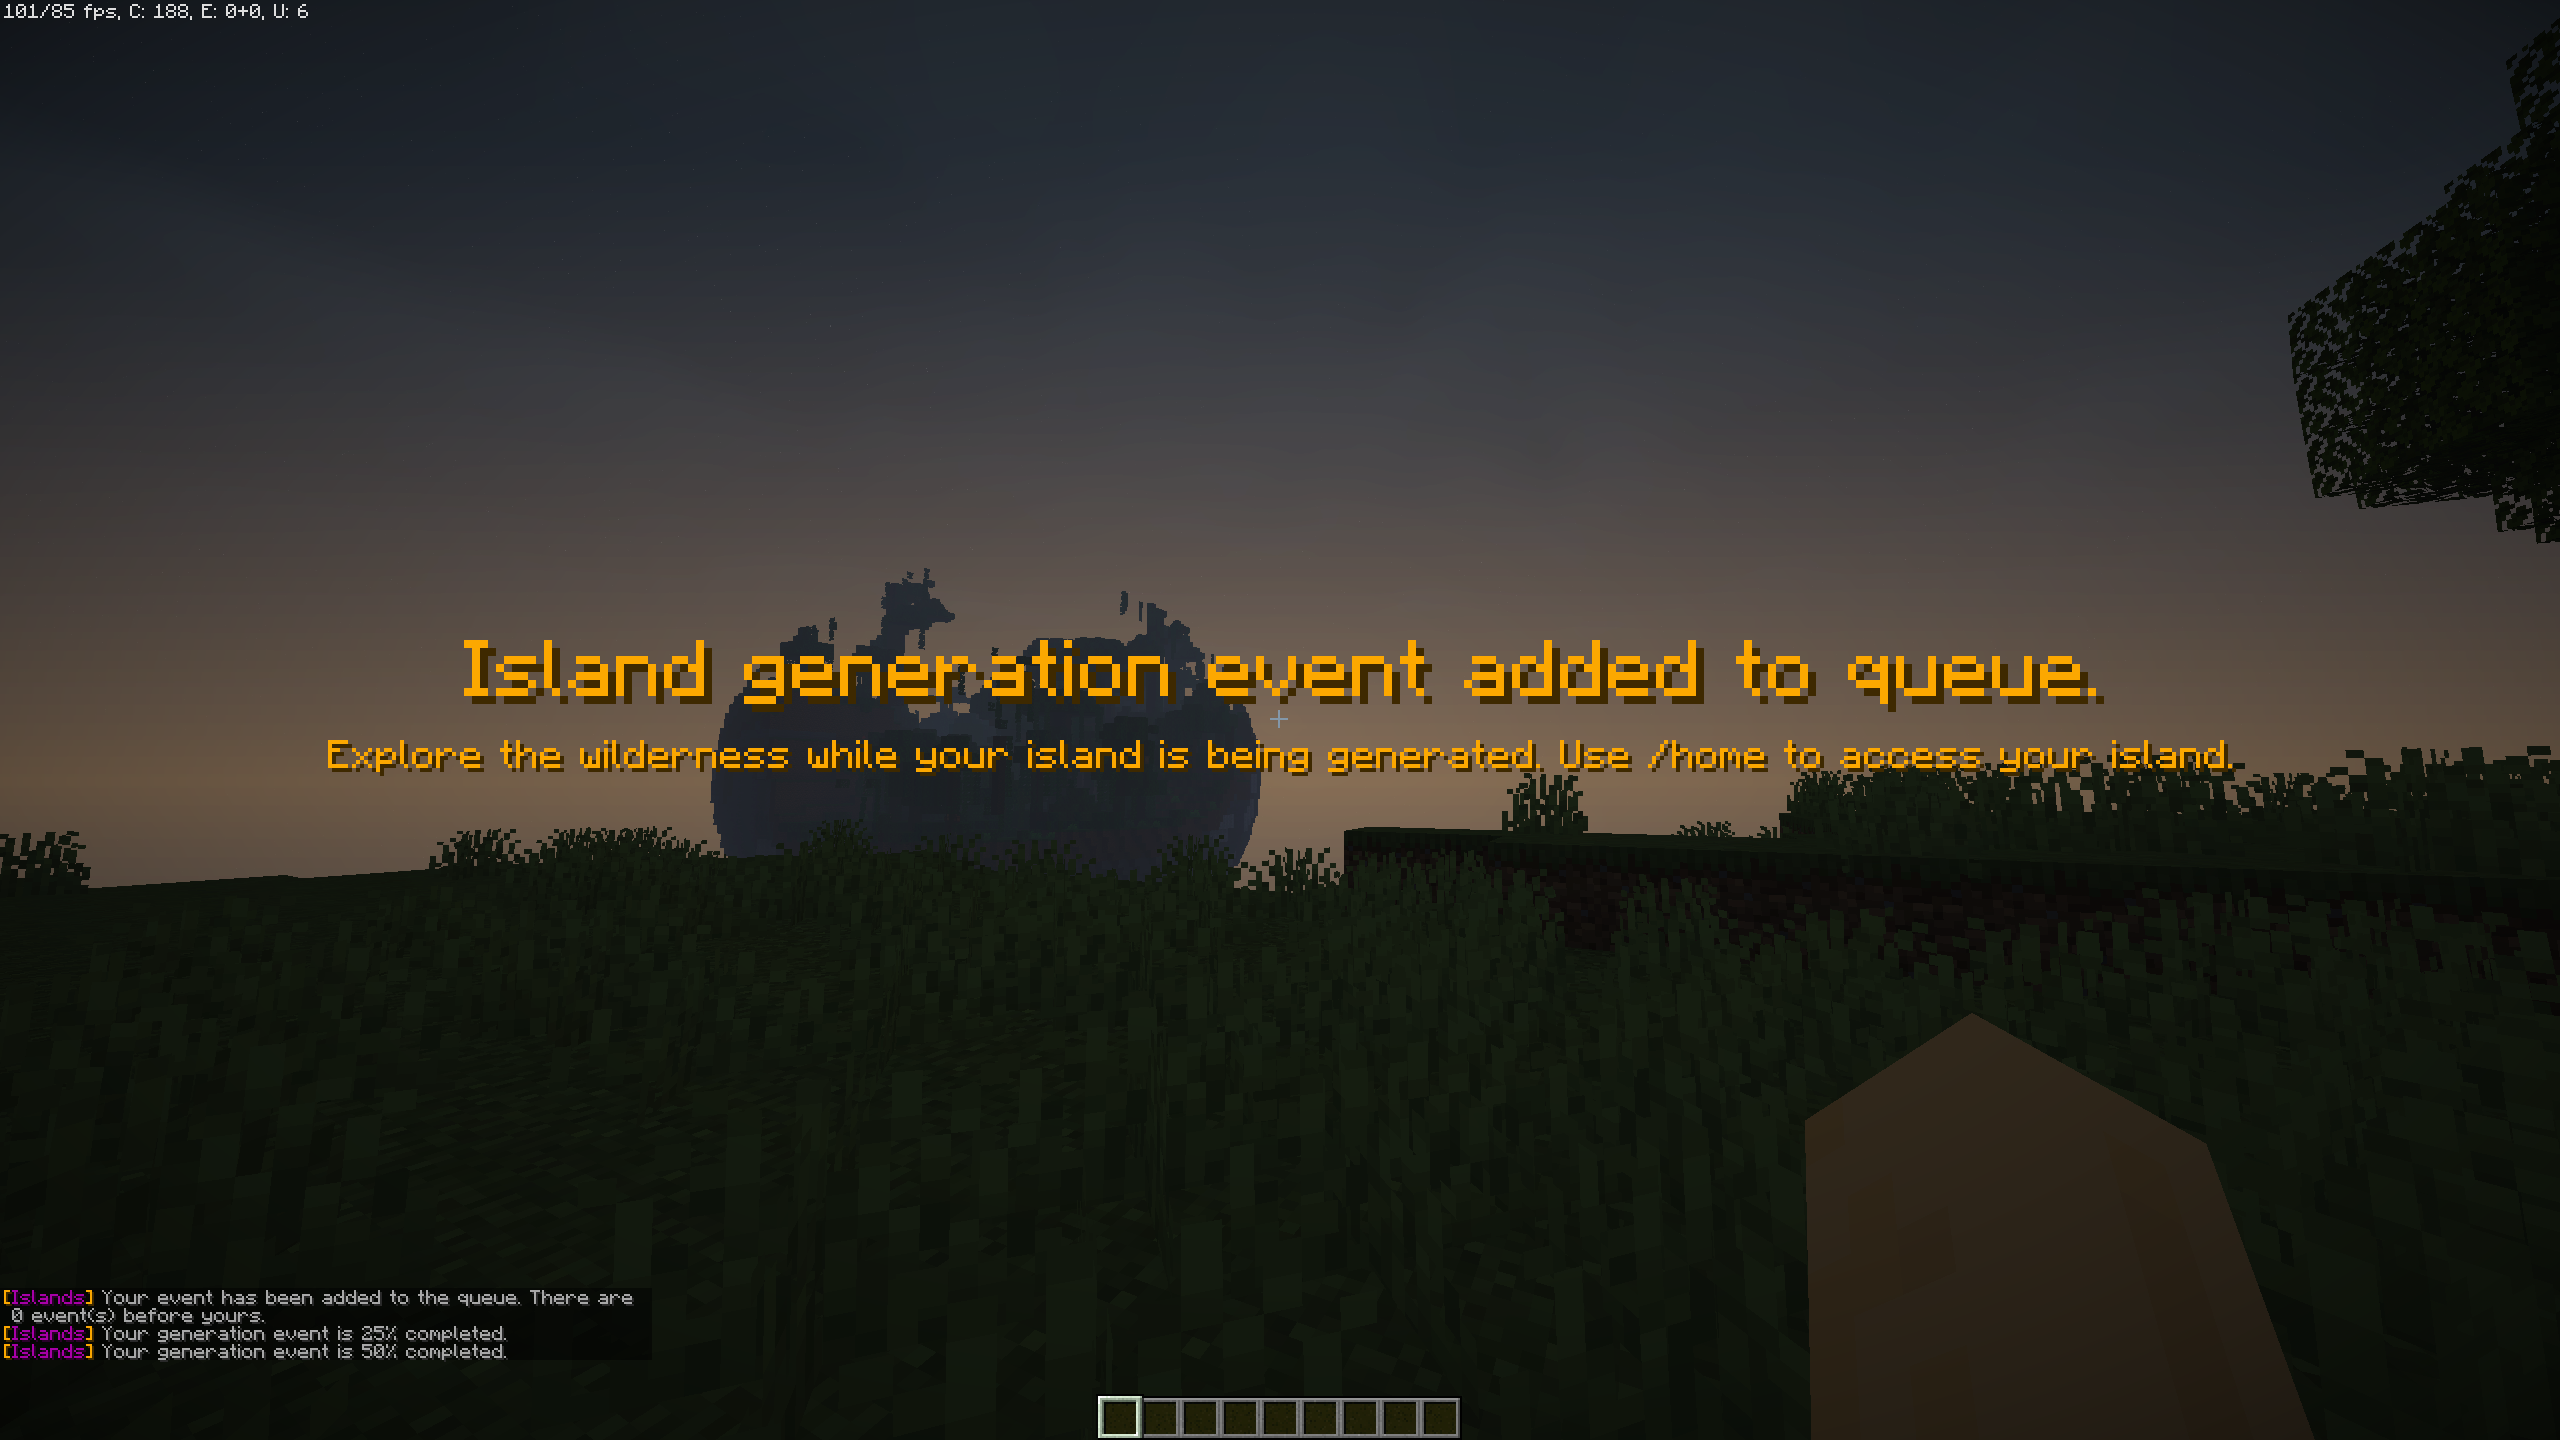 101/85 fps, C: 188, E: 0+0, U: 6
Island generation event added to queue.
Explore the wilderness while your island is being generated. Use /home to access your island.
[Islands] Your event has been added to the queue. There are
0 event(s) before yours.
[Islands] Your generation event is 25% completed.
[Islands] Your generation event is 50% completed.